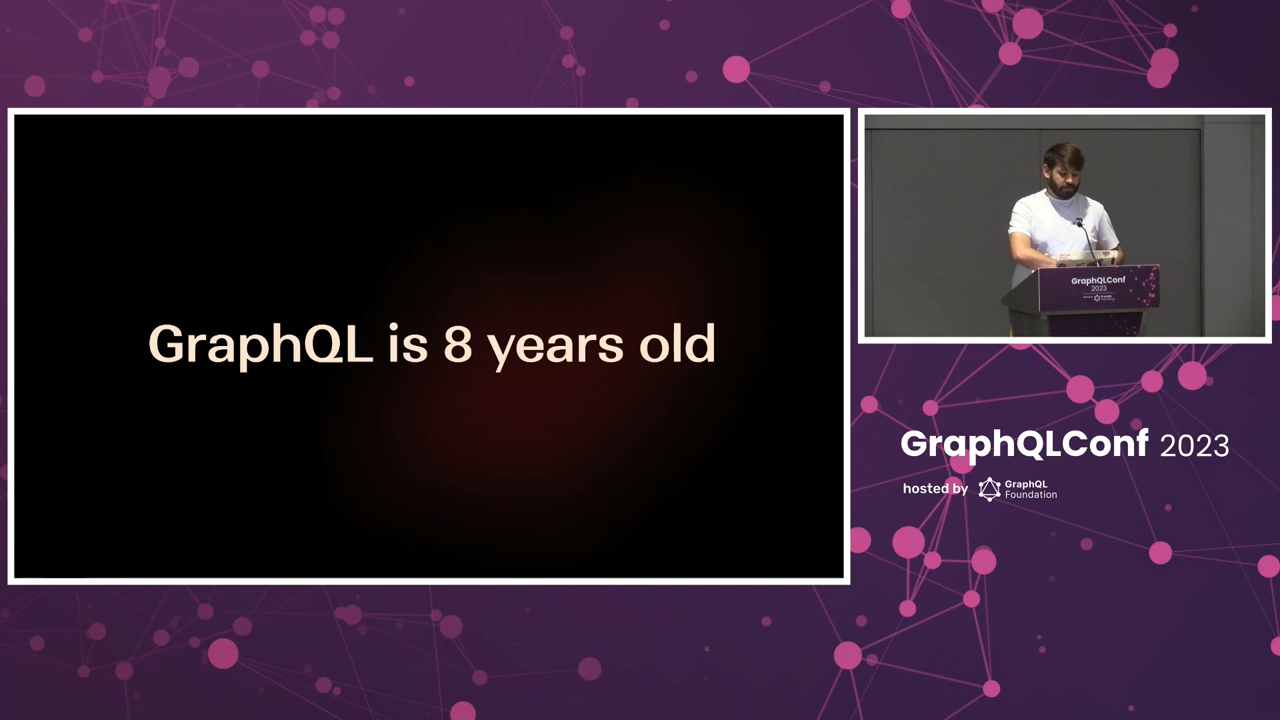 GraphQL is 8 years old
GraphQLConf
2023
GraphQLConf 2023
hosted by GraphQL
Foundation